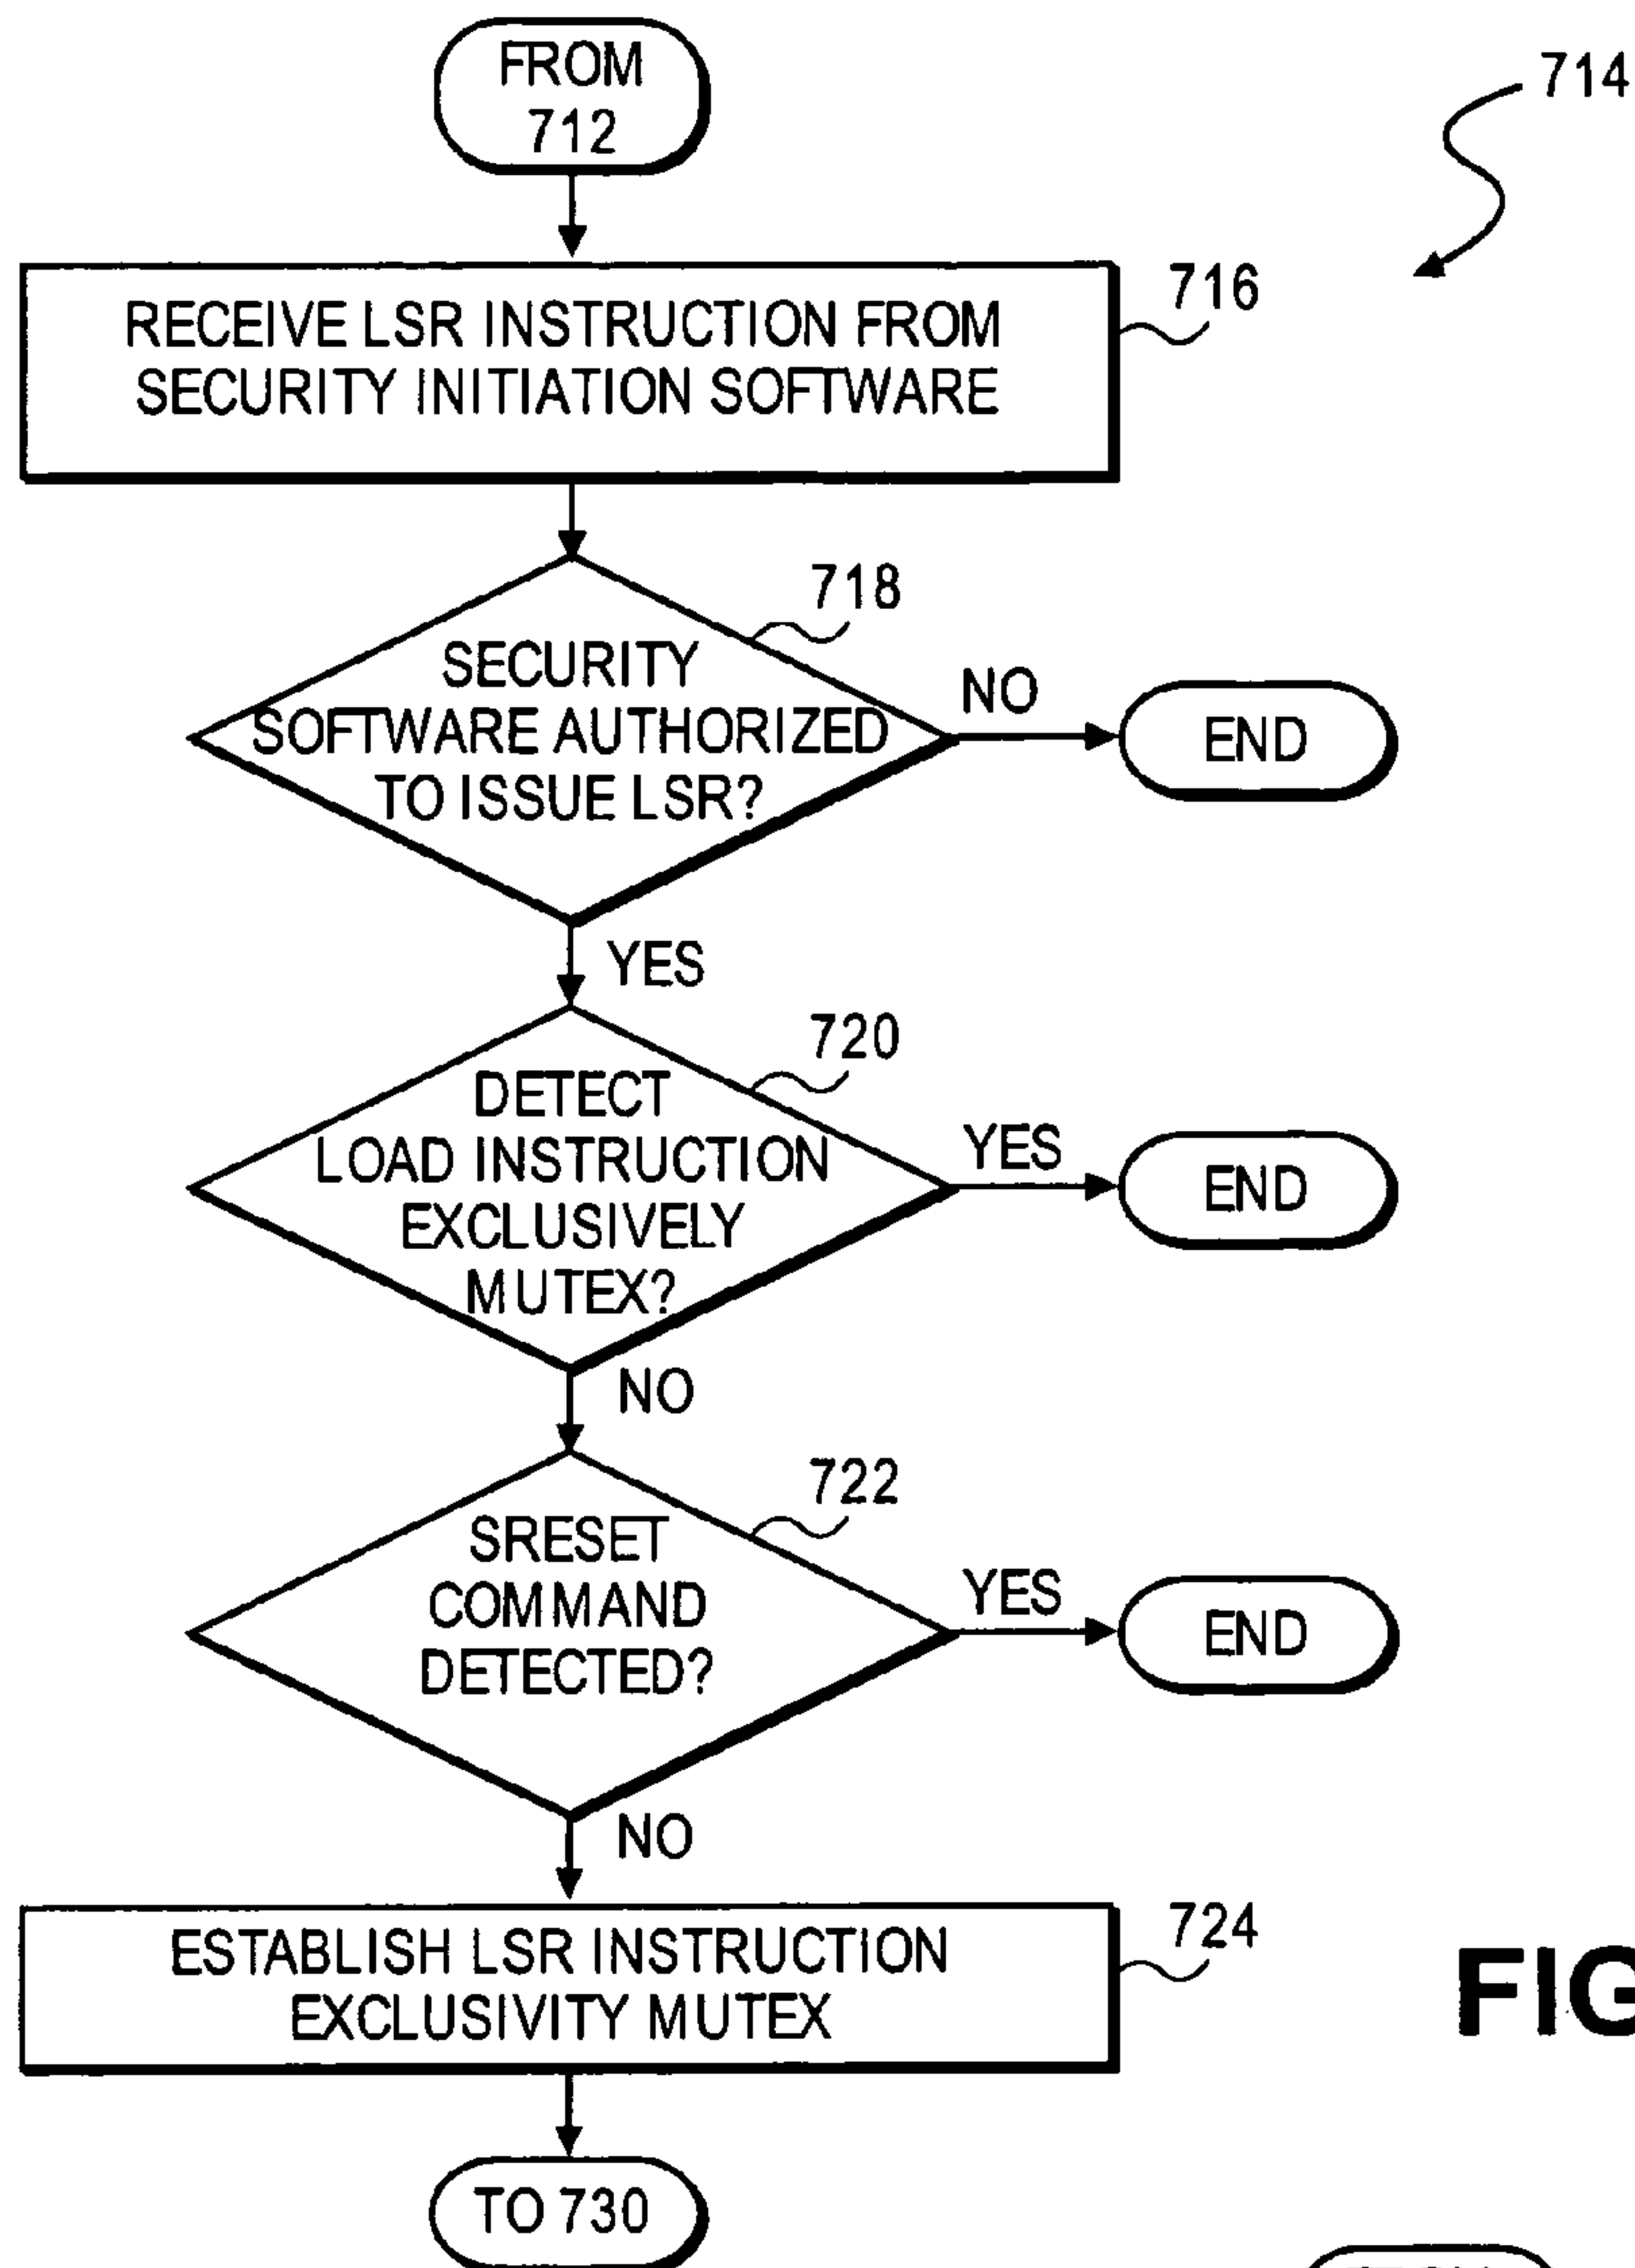 FROM
712
714
RECEIVE LSR INSTRUCTION FROM
SECURITY INITIATION SOFTWARE
716
718
SECURITY
SOFTWARE AUTHORIZED
TO ISSUE LSR?
NO
END
YES
720
DETECT
LOAD INSTRUCTION
EXCLUSIVELY
MUTEX?
YES
END
NO
722
SRESET
COMMAND
DETECTED?
YES
END
NO
ESTABLISH LSR INSTRUCTION
EXCLUSIVITY MUTEX
724
FIG
TO 730